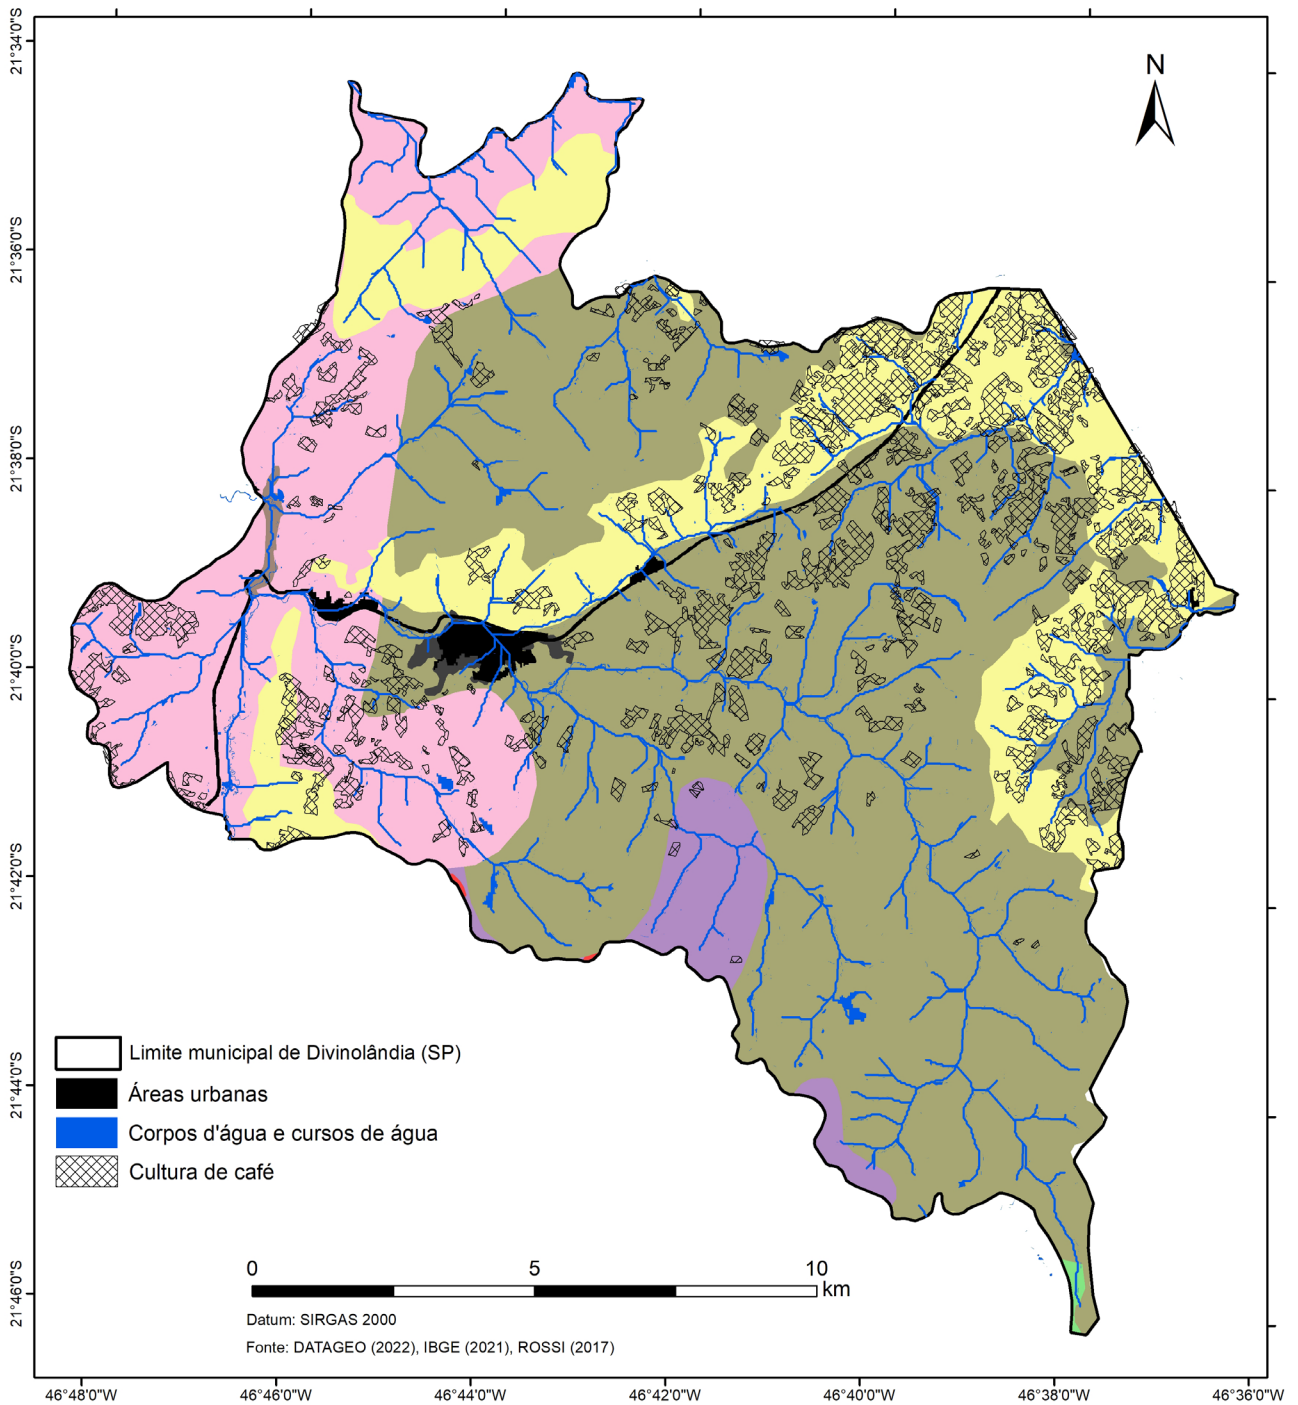 N
21°34'0"S
21°36'0"S
21°38'0"S
21°40'0"S
21°42'0"S
21°44'0"S
21°46'0"S
Limite municipal de Divinolândia (SP)
Áreas urbanas
Corpos d'água e cursos de água
Cultura de café
0 5 10
km
Datum: SIRGAS 2000
Fonte: DATAGEO (2022), IBGE (2021), ROSSI (2017)
46°48'0"W 46°46'0"W 46°44'0"W 46°42'0"W 46°40'0"W 46°38'0"W 46°36'0"W